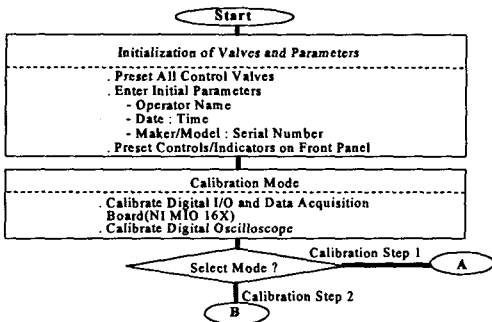 Start
Initialization of Valves and Parameters
. Preset All Control Valves
. Enter Initial Parameters
- Operator Name
- Date : Time
- Maker/Model : Serial Number
. Preset Controls/Indicators on Front Panel
Calibration Mode
. Calibrate Digital I/O and Data Acquisition
Board(NI MIO 16X)
. Calibrate Digital Oscilloscope
Select Mode ?
Calibration Step 1
A
Calibration Step 2
B